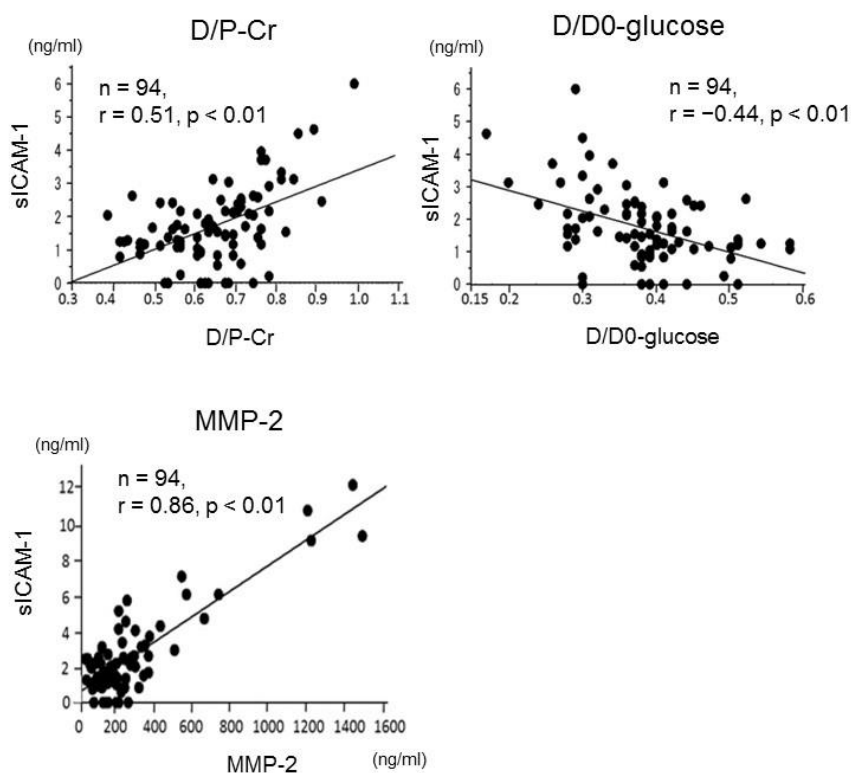 D/P-Cr
(ng/ml)
n = 94,
r = 0.51, p < 0.01
sICAM-1
6
5
4
3
2
1
0
0.3 0.4 0.5 0.6 0.7 0.8 0.9 1 1.1
D/P-Cr
D/D0-glucose
(ng/ml)
n = 94,
r = −0.44, p < 0.01
sICAM-1
6
5
4
3
2
1
0
0.15 0.2 0.3 0.4 0.5 0.6
D/D0-glucose
MMP-2
(ng/ml)
n = 94,
r = 0.86, p < 0.01
sICAM-1
12
10
8
6
4
2
0
0 200 400 600 800 1000 1200 1400 1600
MMP-2 (ng/ml)